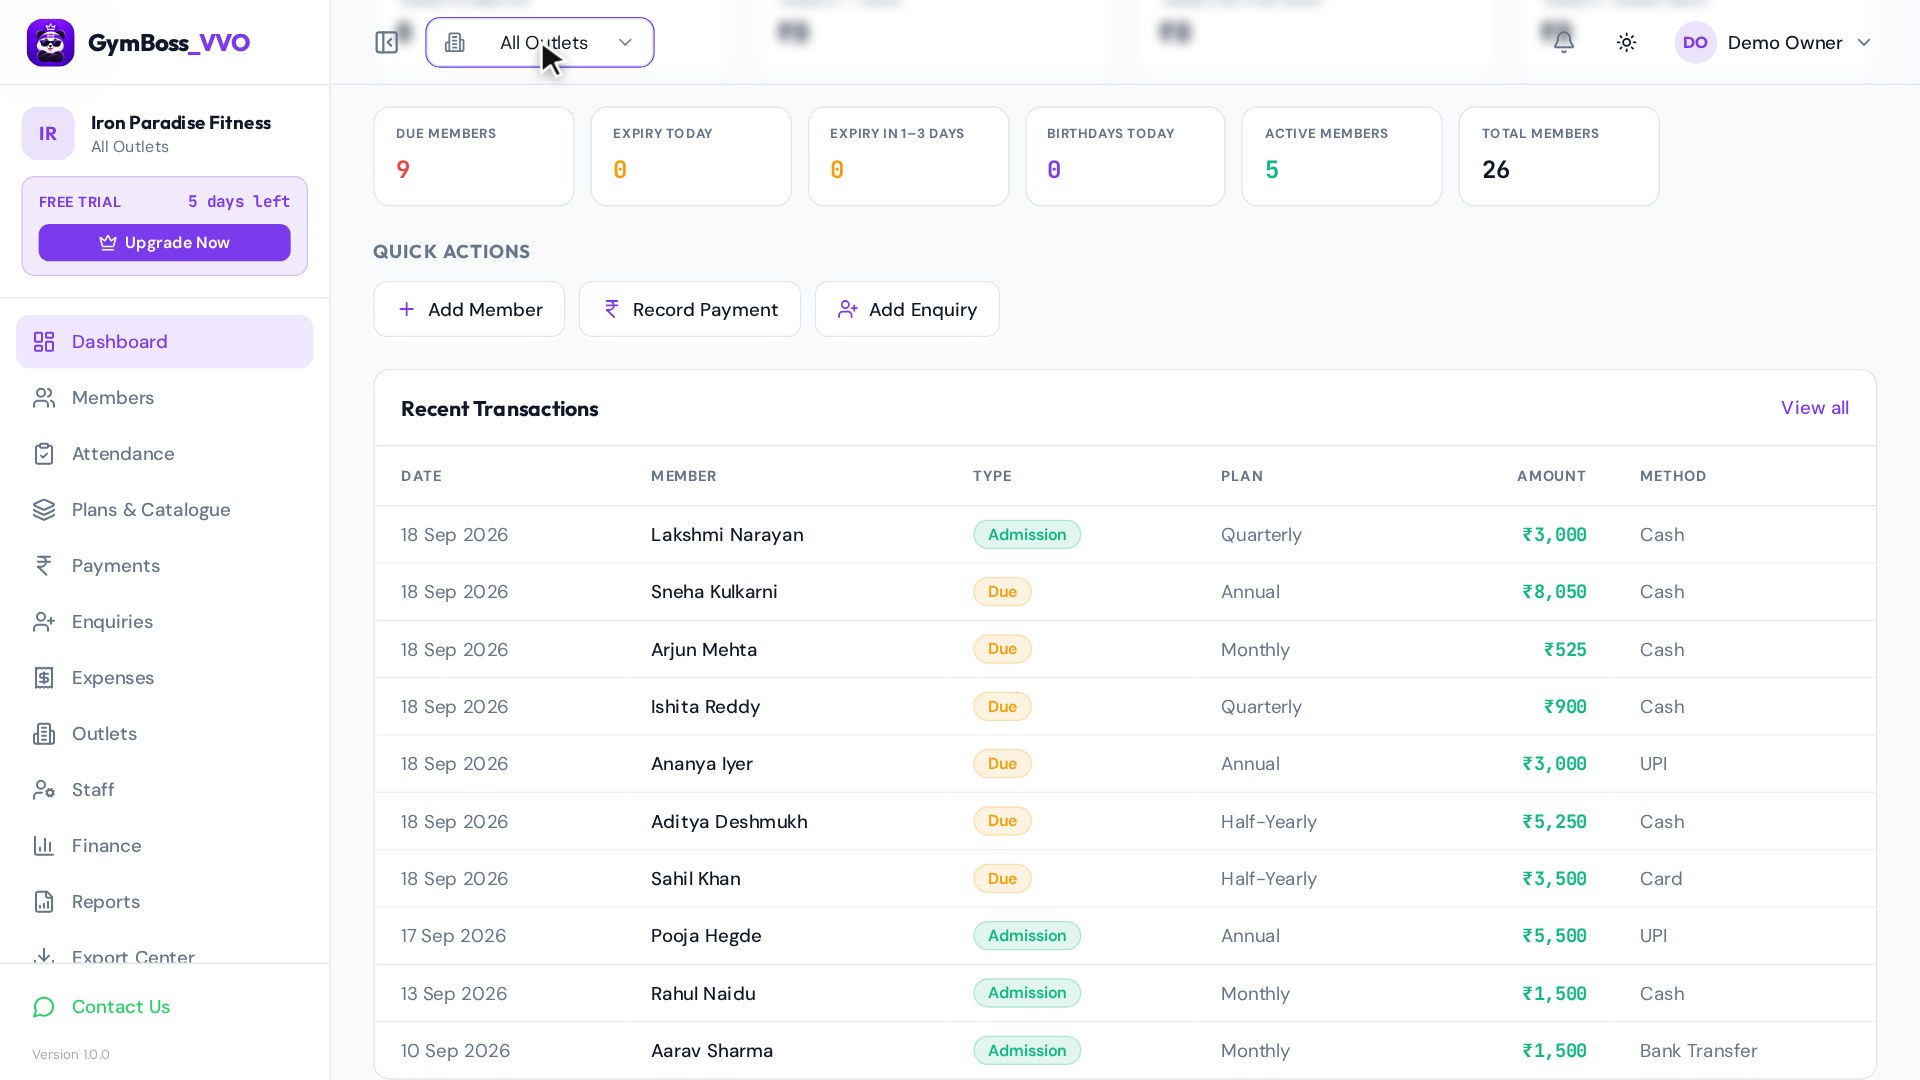 GymBoss_VVO
All Outlets
DO Demo Owner
IR
Iron Paradise Fitness
All Outlets
FREE TRIAL 5 days left
Upgrade Now
Dashboard
Members
Attendance
Plans & Catalogue
Payments
Enquiries
Expenses
Outlets
Staff
Finance
Reports
Export Center
Contact Us
Version 1.0.0
DUE MEMBERS
9
EXPIRY TODAY
0
EXPIRY IN 1–3 DAYS
0
BIRTHDAYS TODAY
0
ACTIVE MEMBERS
5
TOTAL MEMBERS
26
QUICK ACTIONS
Add Member
Record Payment
Add Enquiry
Recent Transactions View all
DATE MEMBER TYPE PLAN AMOUNT METHOD
18 Sep 2026 Lakshmi Narayan Admission Quarterly ₹3,000 Cash
18 Sep 2026 Sneha Kulkarni Due Annual ₹8,050 Cash
18 Sep 2026 Arjun Mehta Due Monthly ₹525 Cash
18 Sep 2026 Ishita Reddy Due Quarterly ₹900 Cash
18 Sep 2026 Ananya Iyer Due Annual ₹3,000 UPI
18 Sep 2026 Aditya Deshmukh Due Half-Yearly ₹5,250 Cash
18 Sep 2026 Sahil Khan Due Half-Yearly ₹3,500 Card
17 Sep 2026 Pooja Hegde Admission Annual ₹5,500 UPI
13 Sep 2026 Rahul Naidu Admission Monthly ₹1,500 Cash
10 Sep 2026 Aarav Sharma Admission Monthly ₹1,500 Bank Transfer